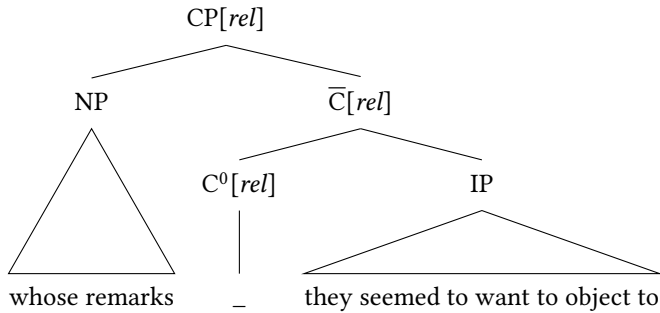 CP[rel]
NP C̅[rel]
C⁰[rel] IP
whose remarks _ they seemed to want to object to